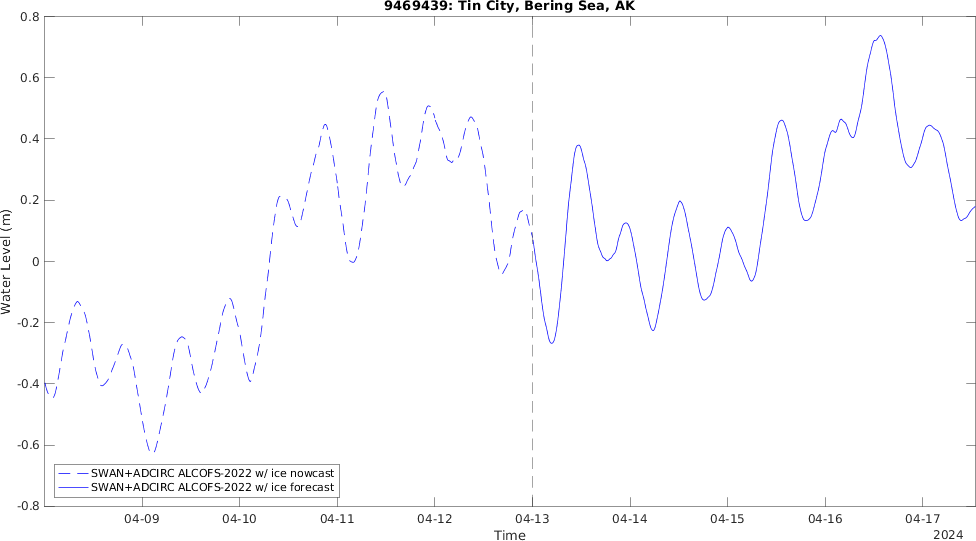 9469439: Tin City, Bering Sea, AK
Water Level (m)
0.8
0.6
0.4
0.2
0
-0.2
-0.4
-0.6
-0.8
SWAN+ADCIRC ALCOFS-2022 w/ ice nowcast
SWAN+ADCIRC ALCOFS-2022 w/ ice forecast
04-09 04-10 04-11 04-12 04-13 04-14 04-15 04-16 04-17
Time
2024